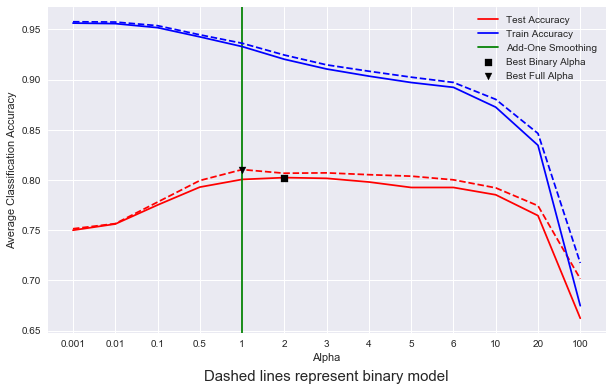 Test Accuracy
Train Accuracy
Add-One Smoothing
Best Binary Alpha
Best Full Alpha
Average Classification Accuracy
0.95
0.90
0.85
0.80
0.75
0.70
0.65
0.001 0.01 0.1 0.5 1 2 3 4 5 6 10 20 100
Alpha
Dashed lines represent binary model